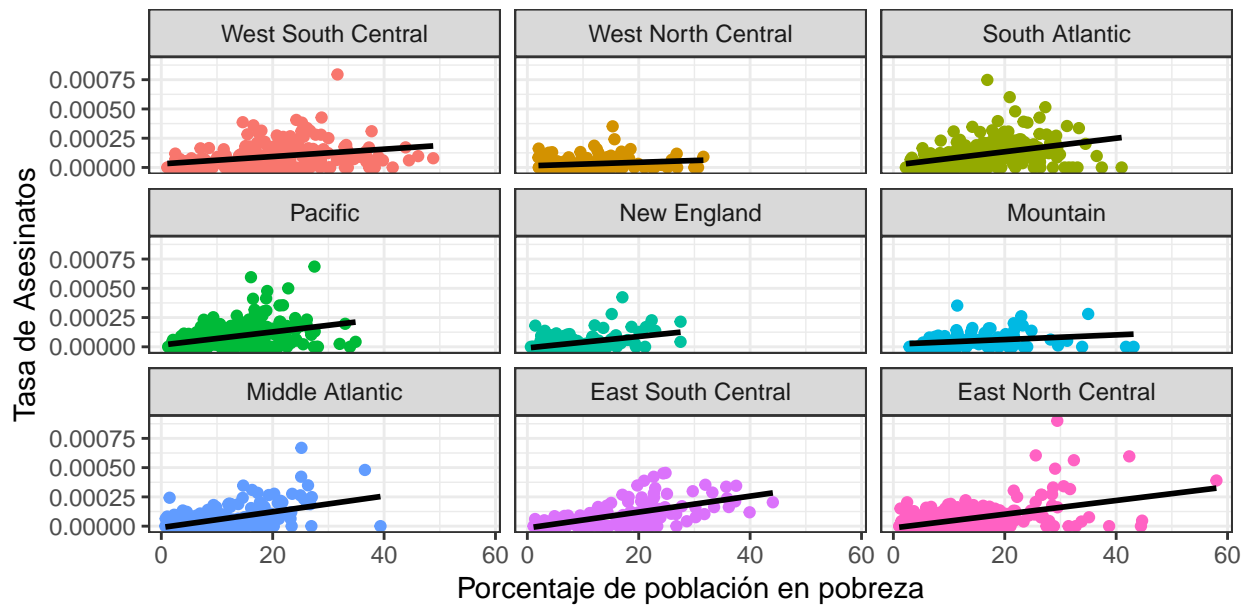 West South Central West North Central South Atlantic
0.00075
0.00050
0.00025
0.00000
Pacific New England Mountain
0.00075
0.00050
0.00025
0.00000
Middle Atlantic East South Central East North Central
0.00075
0.00050
0.00025
0.00000
0 20 40 60 0 20 40 60 0 20 40 60
Porcentaje de población en pobreza
Tasa de Asesinatos